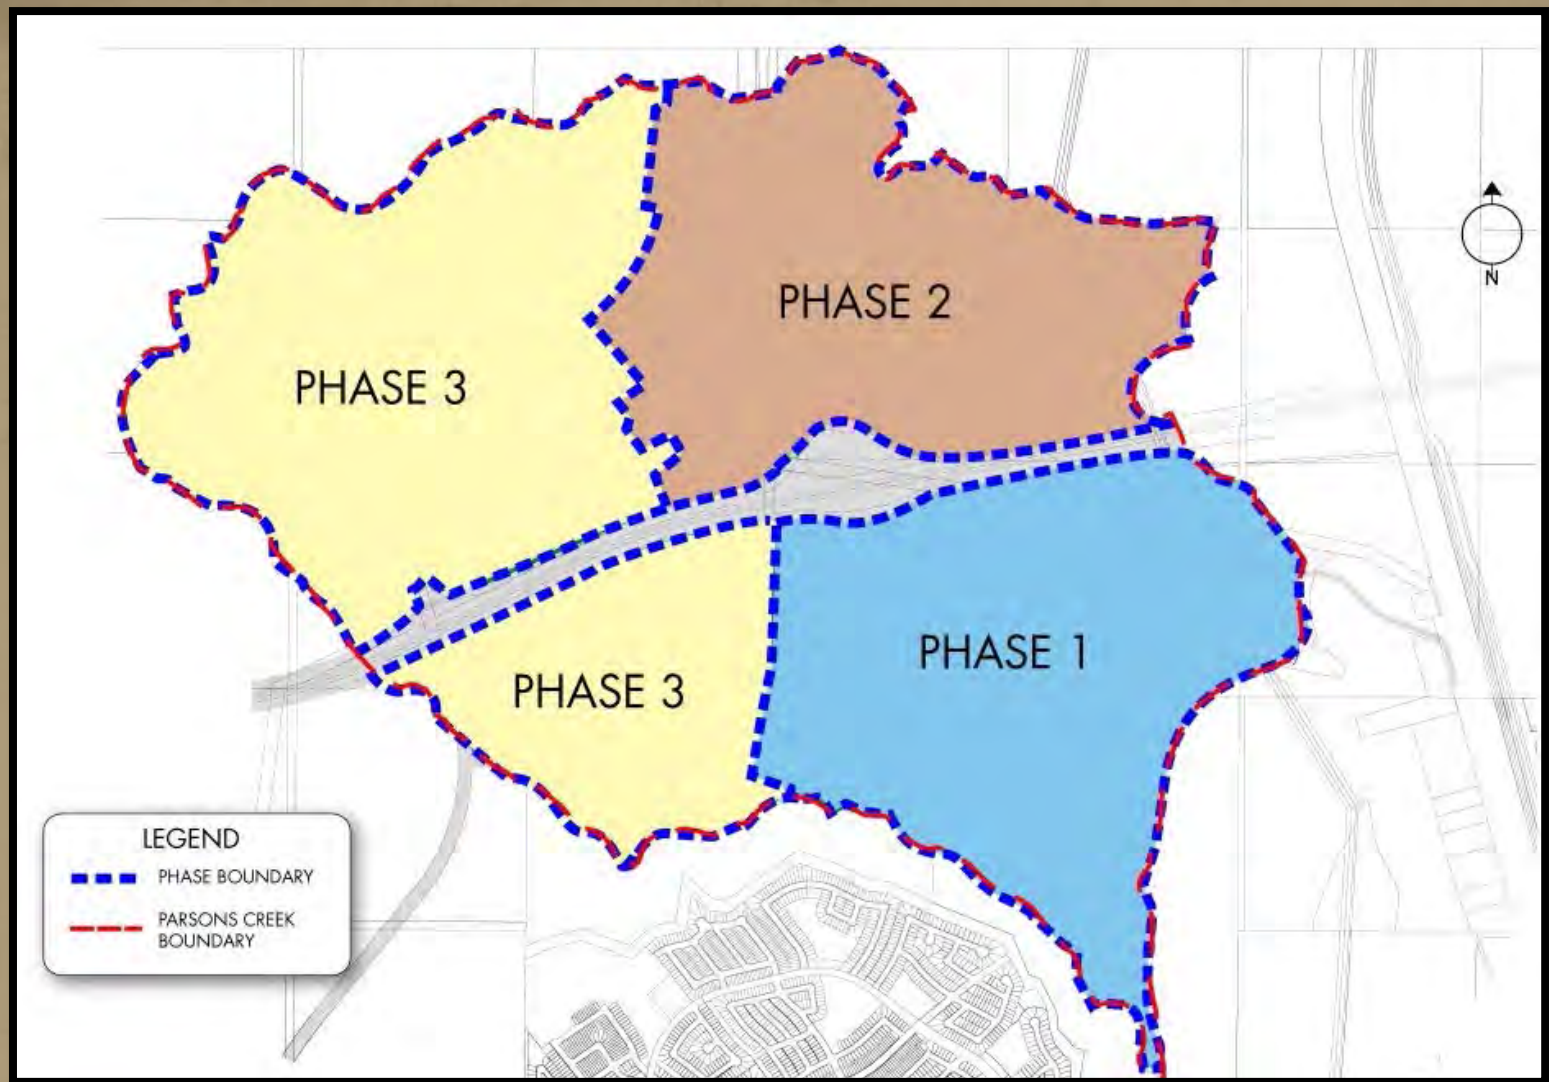 PHASE 2
N
PHASE 3
PHASE 1
PHASE 3
LEGEND
PHASE BOUNDARY
PARSONS CREEK
BOUNDARY